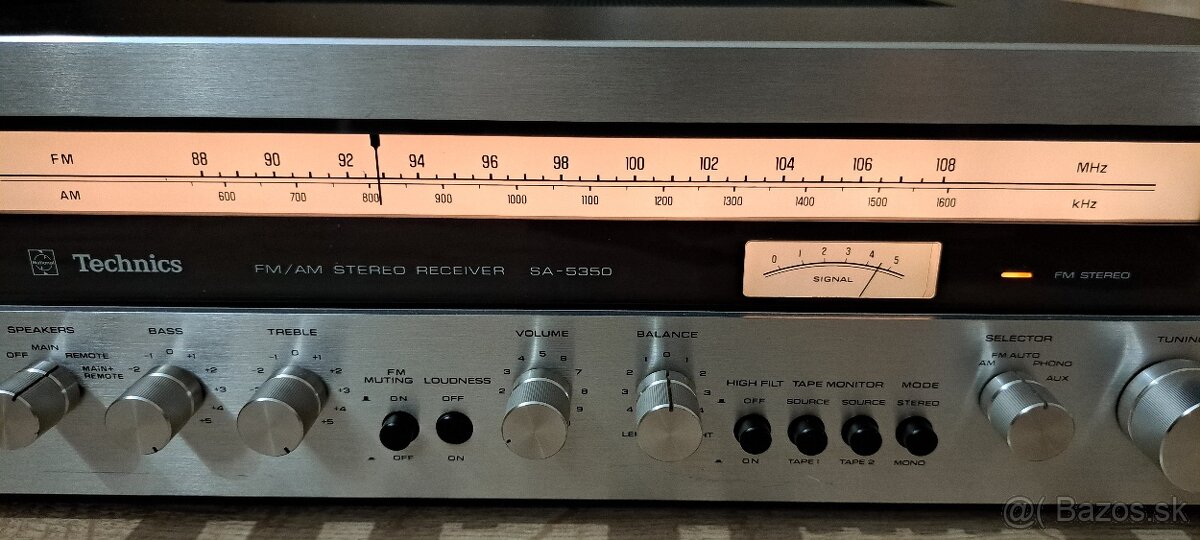 FM 88 90 92 94 96 98 100 102 104 106 108 MHz
AM 600 700 800 900 1000 1100 1200 1300 1400 1500 1600 kHz
National Technics FM/AM STEREO RECEIVER SA-5350
0 1 2 3 4 5
SIGNAL
FM STEREO
SPEAKERS
OFF MAIN REMOTE
MAIN+
REMOTE
BASS
-2 -1 0 +1 +2 +3 +4 +5
TREBLE
-2 -1 0 +1 +2 +3 +4 +5
FM
MUTING
ON
OFF
LOUDNESS
OFF
ON
VOLUME
2 3 4 5 6 7 8 9
BALANCE
4 3 2 1 0 1 2 3
HIGH FILT
OFF
ON
TAPE MONITOR
SOURCE SOURCE
TAPE 1 TAPE 2
MODE
STEREO
MONO
SELECTOR
AM FM AUTO PHONO
AUX
TUNING
@( Bazos.sk